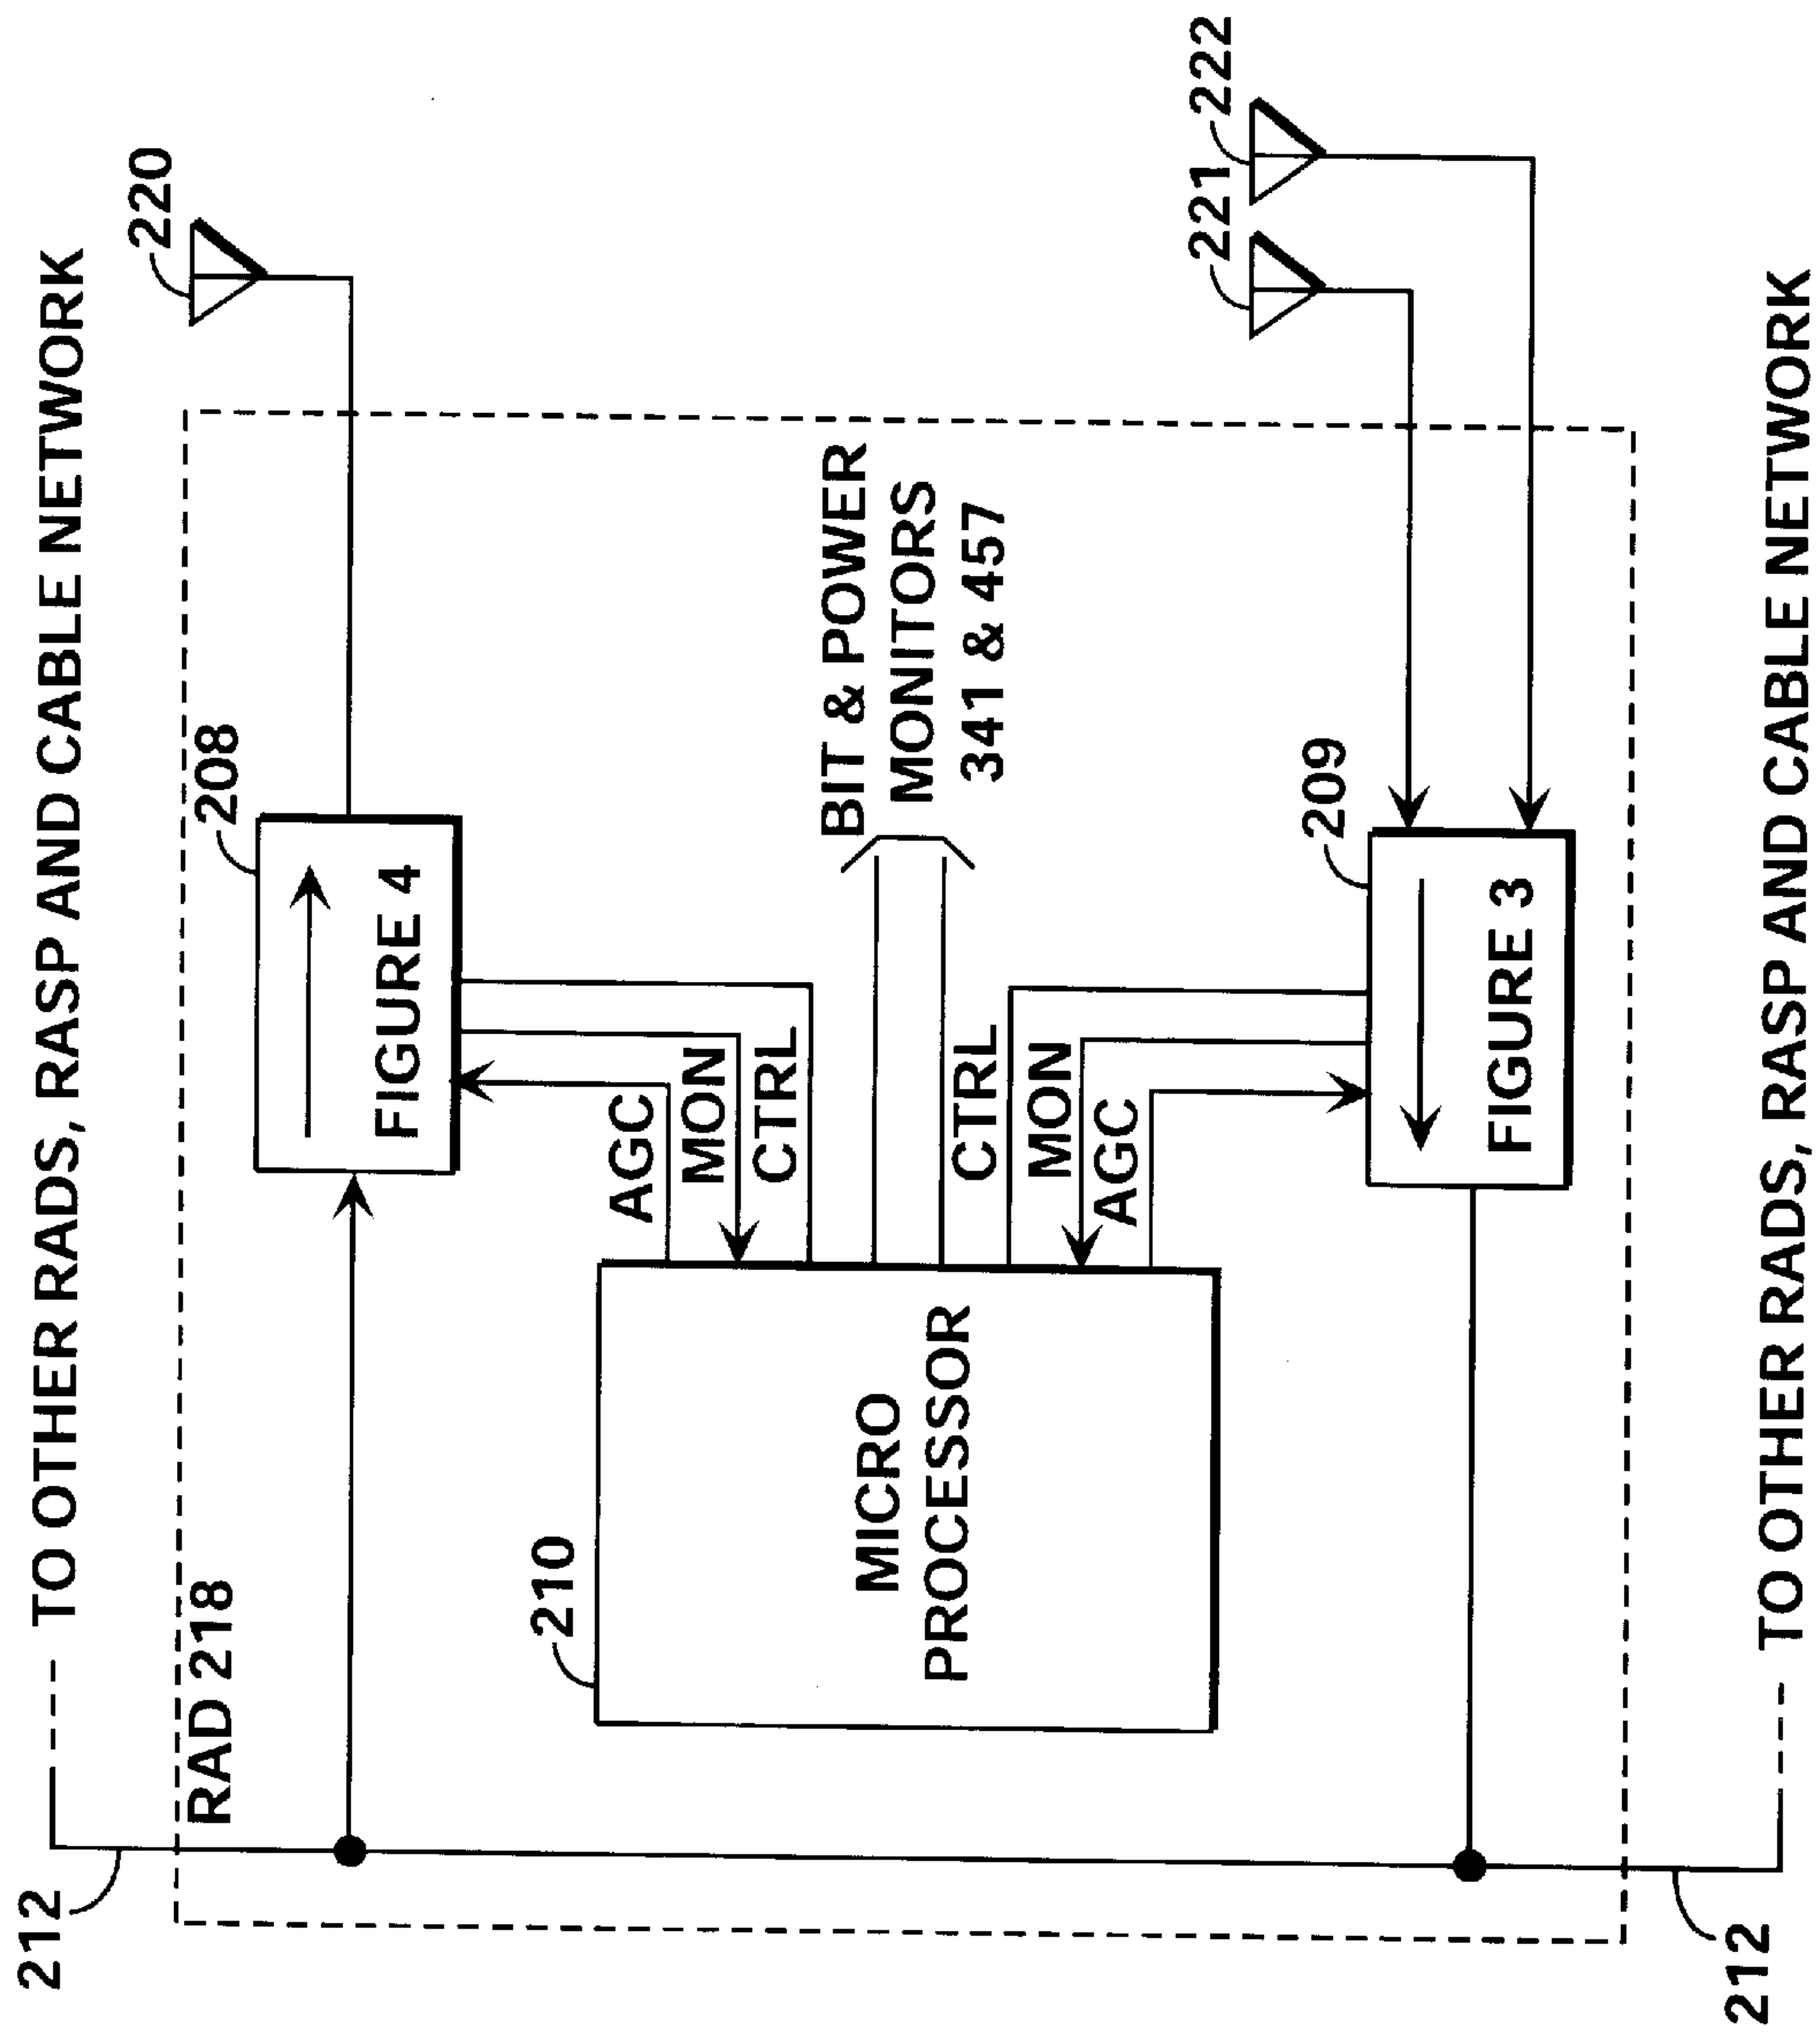 212
TO OTHER RADS, RASP AND CABLE NETWORK
220
RAD 218
208
FIGURE 4
210
MICRO
PROCESSOR
AGC
MON
CTRL
BIT & POWER
MONITORS
341 & 457
CTRL
MON
AGC
221
222
209
FIGURE 3
212
TO OTHER RADS, RASP AND CABLE NETWORK